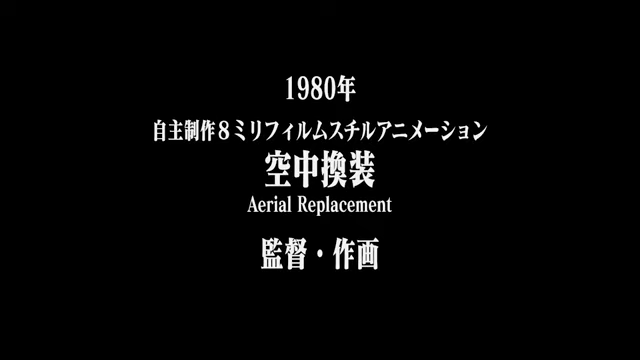 1980年
自主制作８ミリフィルムスチルアニメーション
空中換装
Aerial Replacement
監督・作画